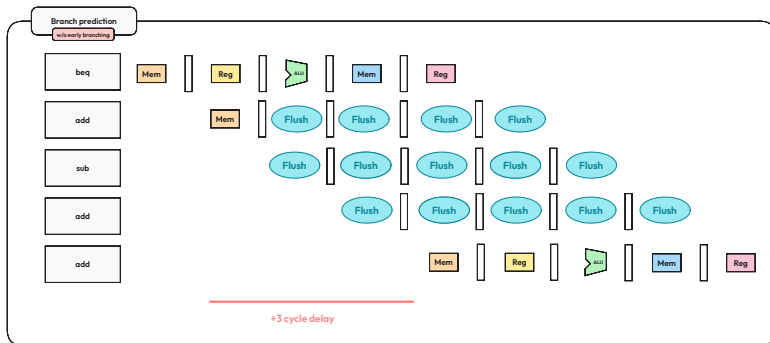 Branch prediction
w/o early branching
beq
Mem
Reg
ALU
Mem
Reg
add
Mem
Flush
Flush
Flush
Flush
sub
Flush
Flush
Flush
Flush
Flush
add
Flush
Flush
Flush
Flush
Flush
add
Mem
Reg
ALU
Mem
Reg
+3 cycle delay